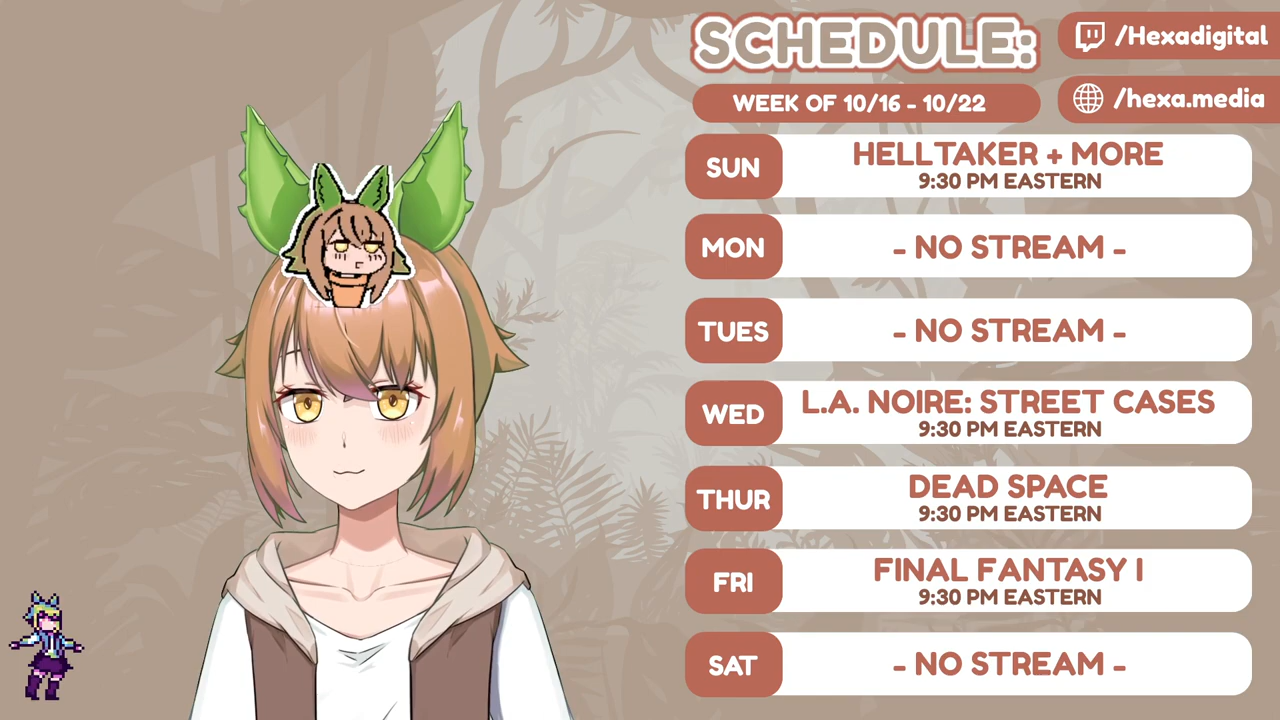 SCHEDULE:
/Hexadigital
WEEK OF 10/16 - 10/22
/hexa.media
SUN
HELLTAKER + MORE
9:30 PM EASTERN
MON
- NO STREAM -
TUES
- NO STREAM -
WED
L.A. NOIRE: STREET CASES
9:30 PM EASTERN
THUR
DEAD SPACE
9:30 PM EASTERN
FRI
FINAL FANTASY I
9:30 PM EASTERN
SAT
- NO STREAM -